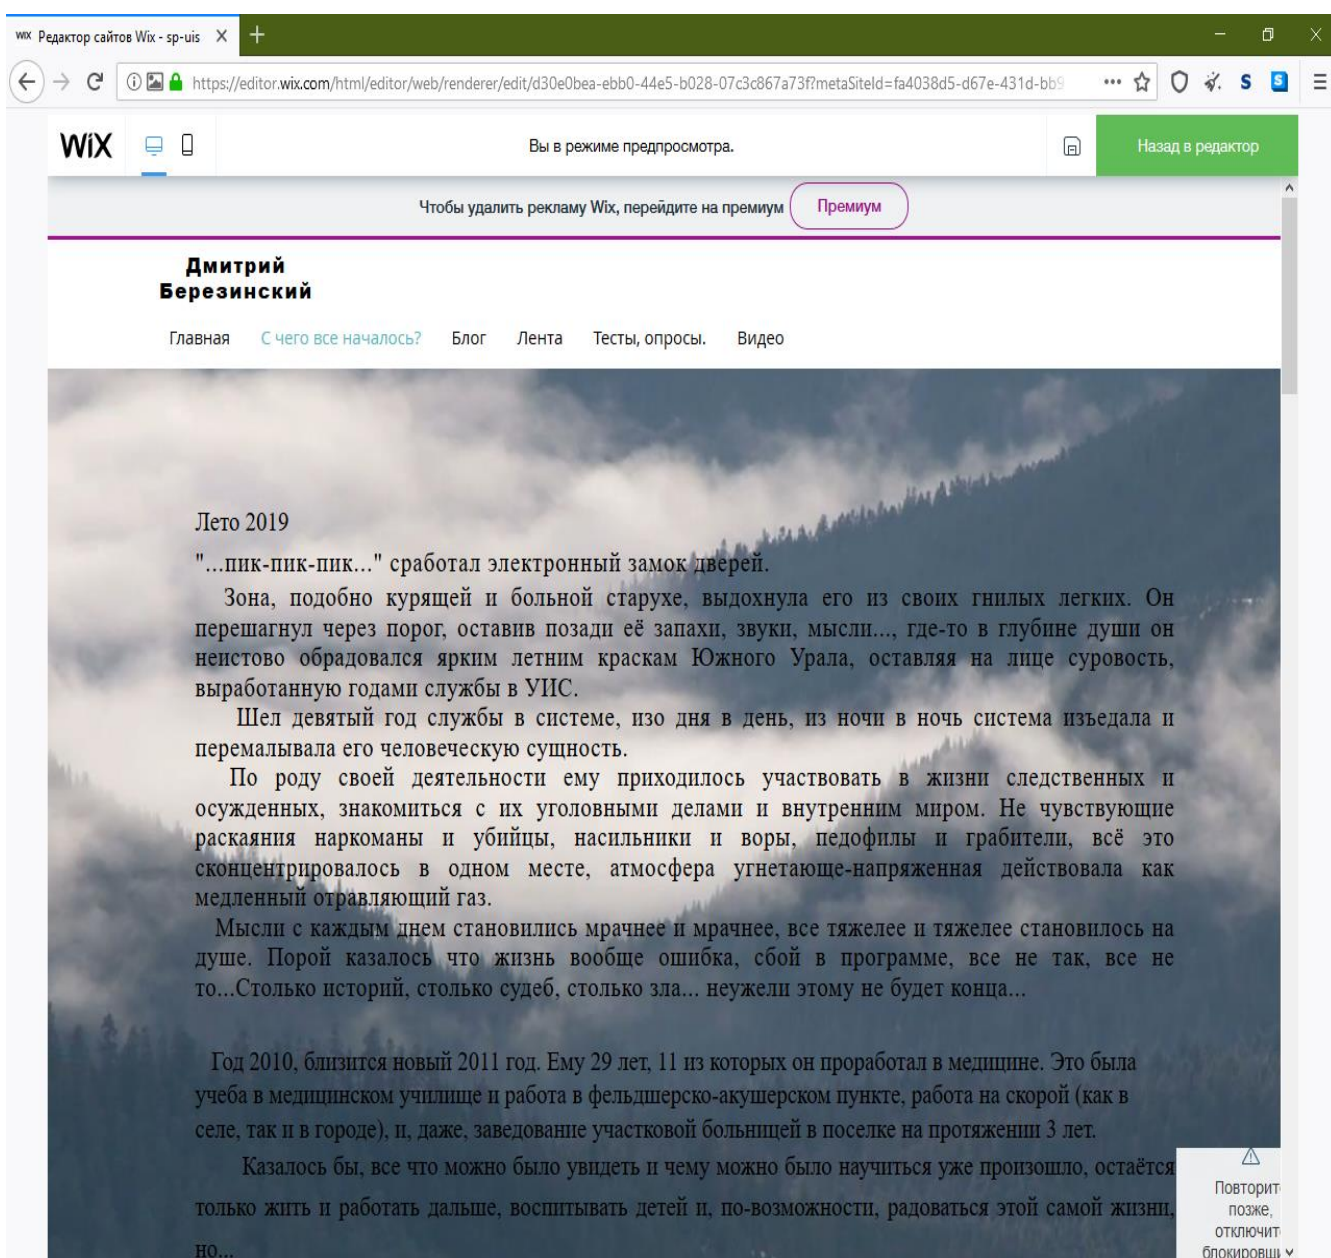 WiX Редактор сайтов Wix - sp-uis
https://editor.wix.com/html/editor/web/renderer/edit/d30e0bea-ebb0-44e5-b028-07c3c867a73f?metaSiteId=fa4038d5-d67e-431d-bb9
WiX Вы в режиме предпросмотра. Назад в редактор
Чтобы удалить рекламу Wix, перейдите на премиум Премиум
Дмитрий
Березинский
Главная С чего все началось? Блог Лента Тесты, опросы. Видео
Лето 2019
"...пик-пик-пик..." сработал электронный замок дверей.
Зона, подобно курящей и больной старухе, выдохнула его из своих гнилых легких. Он
перешагнул через порог, оставив позади её запахи, звуки, мысли..., где-то в глубине души он
неистово обрадовался ярким летним краскам Южного Урала, оставляя на лице суровость,
выработанную годами службы в УИС.
Шел девятый год службы в системе, изо дня в день, из ночи в ночь система изъедала и
перемалывала его человеческую сущность.
По роду своей деятельности ему приходилось участвовать в жизни следственных и
осужденных, знакомиться с их уголовными делами и внутренним миром. Не чувствующие
раскаяния наркоманы и убийцы, насильники и воры, педофилы и грабители, всё это
сконцентрировалось в одном месте, атмосфера угнетающе-напряженная действовала как
медленный отравляющий газ.
Мысли с каждым днем становились мрачнее и мрачнее, все тяжелее и тяжелее становилось на
душе. Порой казалось что жизнь вообще ошибка, сбой в программе, все не так, все не
то...Столько историй, столько судеб, столько зла... неужели этому не будет конца...
Год 2010, близится новый 2011 год. Ему 29 лет, 11 из которых он проработал в медицине. Это была
учеба в медицинском училище и работа в фельдшерско-акушерском пункте, работа на скорой (как в
селе, так и в городе), и, даже, заведование участковой больницей в поселке на протяжении 3 лет.
Казалось бы, все что можно было увидеть и чему можно было научиться уже произошло, остаётся
только жить и работать дальше, воспитывать детей и, по-возможности, радоваться этой самой жизни,
но...
Повторит
позже,
отключит
блокировщи